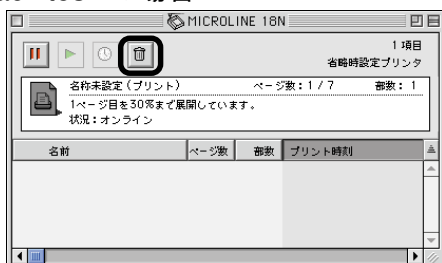 MICROLINE 18N
1 項目
省略時設定プリンタ
名称未設定(プリント) ページ数:1 / 7 部数: 1
1ページ目を30%まで展開しています。
状況:オンライン
名前 ページ数 部数 プリント時刻